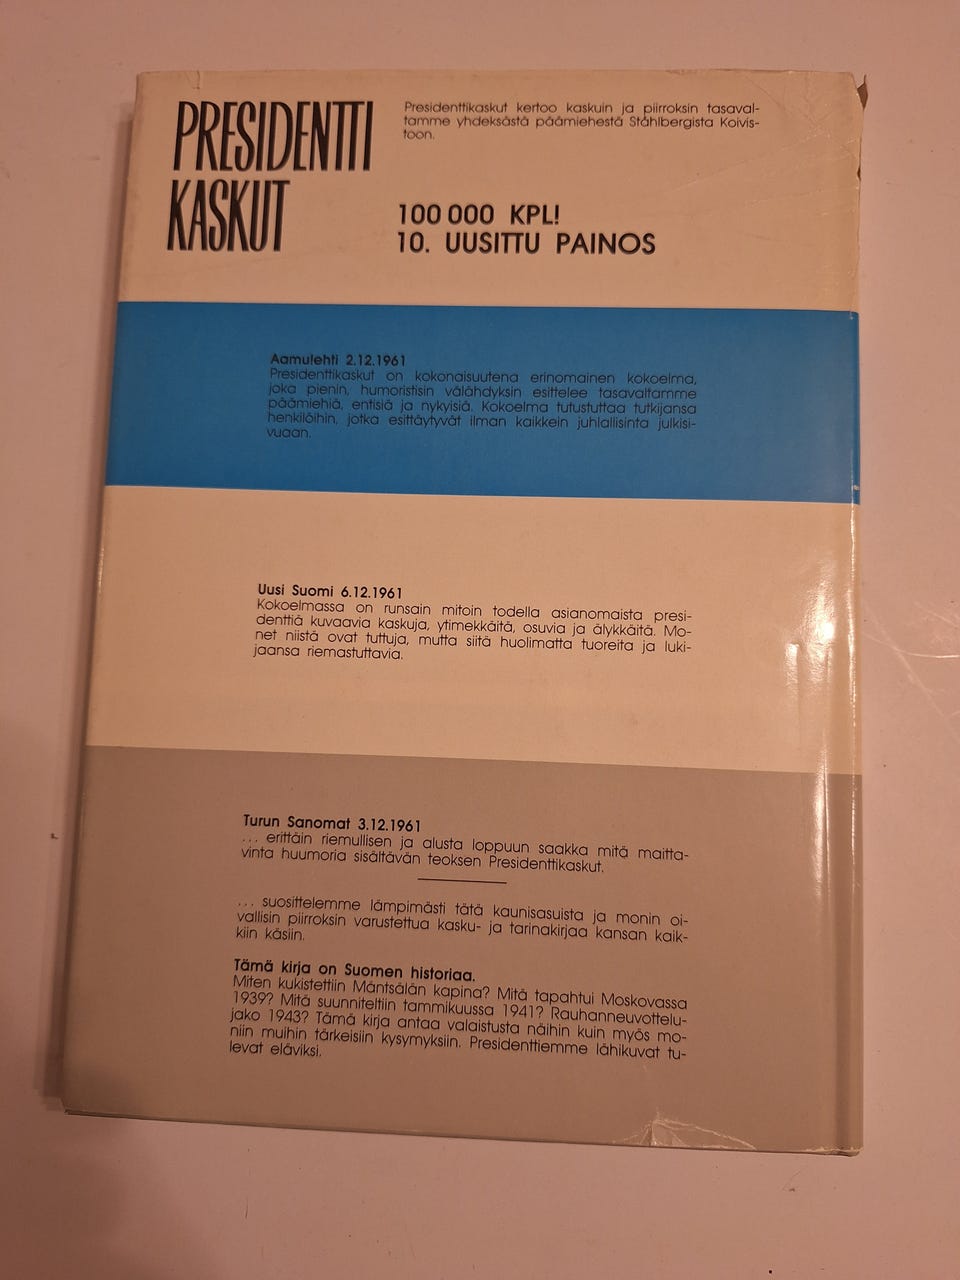 PRESIDENTTI
KASKUT
Presidenttikaskut kertoo kaskuin ja piirroksin tasaval-
tamme yhdeksästä päämiehestä Ståhlbergista Koivis-
toon.
100 000 KPL!
10. UUSITTU PAINOS
Aamulehti 2.12.1961
Presidenttikaskut on kokonaisuutena erinomainen kokoelma,
joka pienin, humoristisin välähdyksin esittelee tasavaltamme
päämiehiä, entisiä ja nykyisiä. Kokoelma tutustuttaa tutkijansa
henkilöihin, jotka esittäytyvät ilman kaikkein juhlallisinta julkisi-
vuaan.
Uusi Suomi 6.12.1961
Kokoelmassa on runsain mitoin todella asianomaista presi-
denttiä kuvaavia kaskuja, ytimekkäitä, osuvia ja älykkäitä. Mo-
net niistä ovat tuttuja, mutta siitä huolimatta tuoreita ja luki-
jaansa riemastuttavia.
Turun Sanomat 3.12.1961
... erittäin riemullisen ja alusta loppuun saakka mitä maitta-
vinta huumoria sisältävän teoksen Presidenttikaskut.
... suosittelemme lämpimästi tätä kaunisasuista ja monin oi-
vallisin piirroksin varustettua kasku- ja tarinakirjaa kansan kaik-
kiin käsiin.
Tämä kirja on Suomen historiaa.
Miten kukistettiin Mäntsälän kapina? Mitä tapahtui Moskovassa
1939? Mitä suunniteltiin tammikuussa 1941? Rauhanneuvottelu-
jako 1943? Tämä kirja antaa valaistusta näihin kuin myös mo-
niin muihin tärkeisiin kysymyksiin. Presidenttiemme lähikuvat tu-
levat eläviksi.